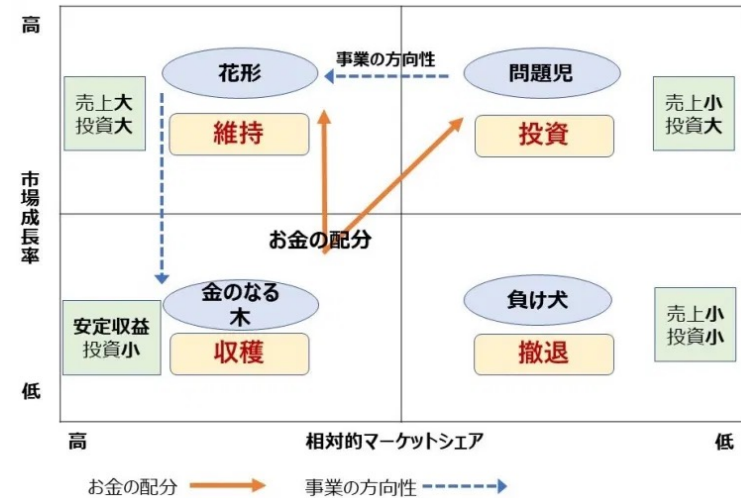 高
花形
事業の方向性
問題児
売上大
投資大
維持
投資
売上小
投資大
市場成長率
お金の配分
金のなる
木
負け犬
安定収益
投資小
収穫
撤退
売上小
投資小
低
高
相対的マーケットシェア
低
お金の配分
事業の方向性